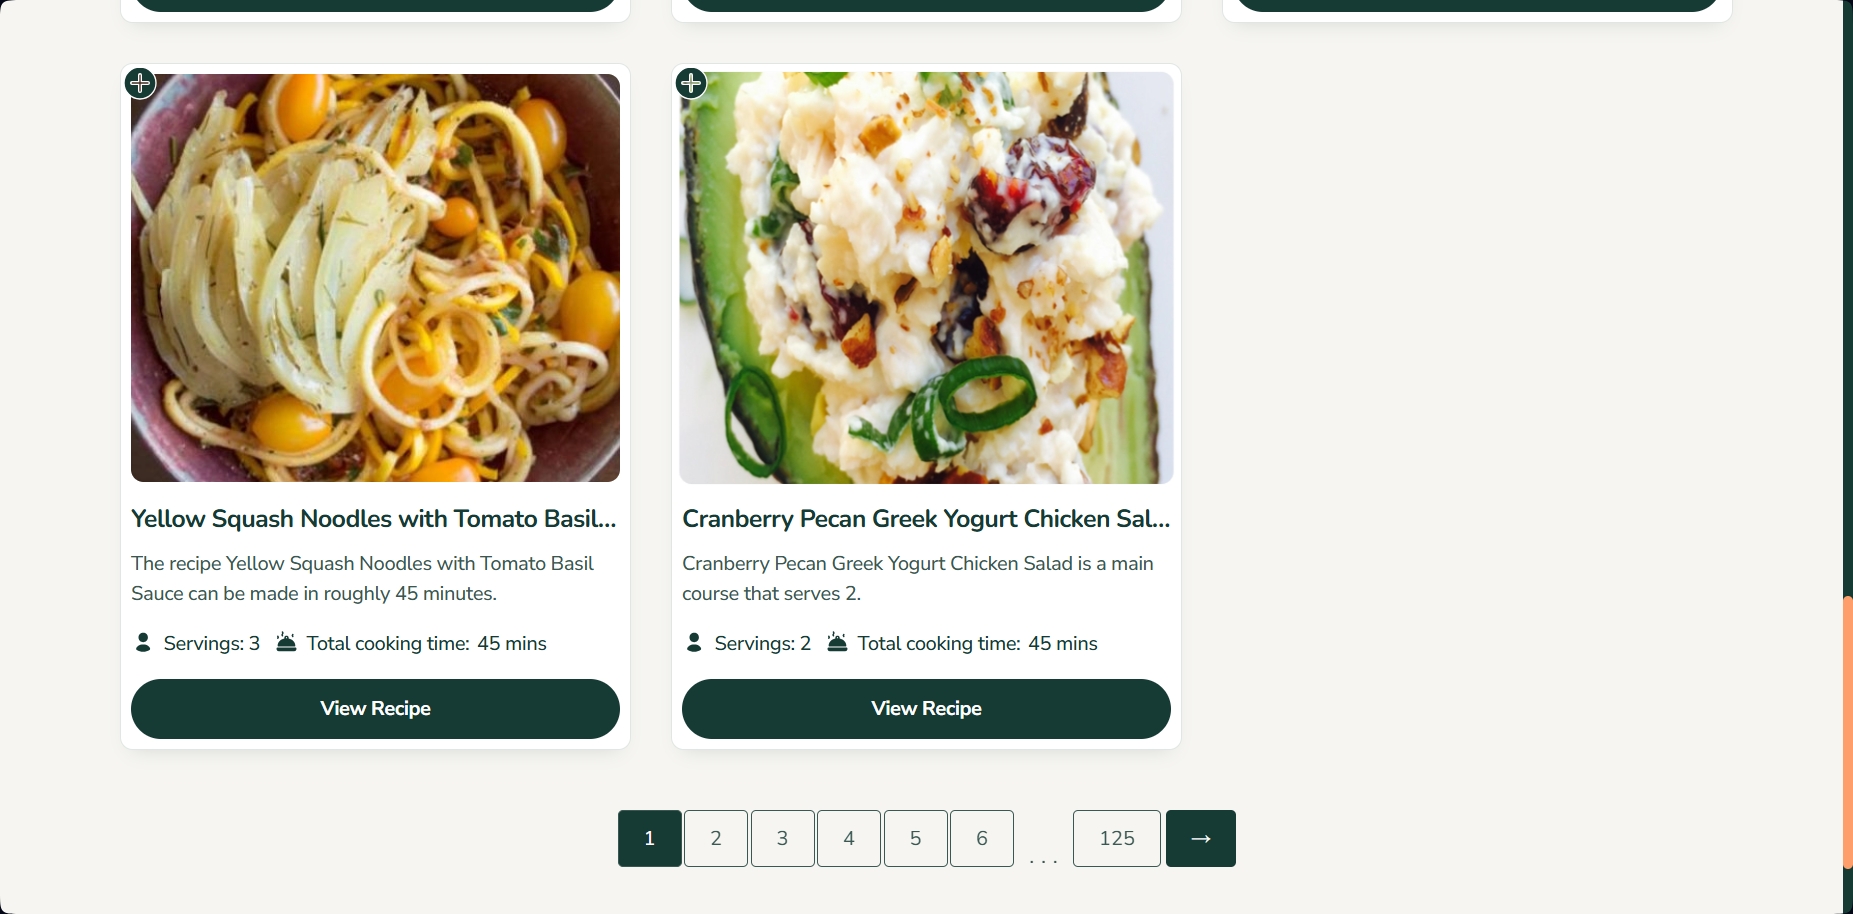 Yellow Squash Noodles with Tomato Basil...
The recipe Yellow Squash Noodles with Tomato Basil
Sauce can be made in roughly 45 minutes.
Servings: 3 Total cooking time: 45 mins
View Recipe
Cranberry Pecan Greek Yogurt Chicken Sal...
Cranberry Pecan Greek Yogurt Chicken Salad is a main
course that serves 2.
Servings: 2 Total cooking time: 45 mins
View Recipe
1 2 3 4 5 6 ... 125 →